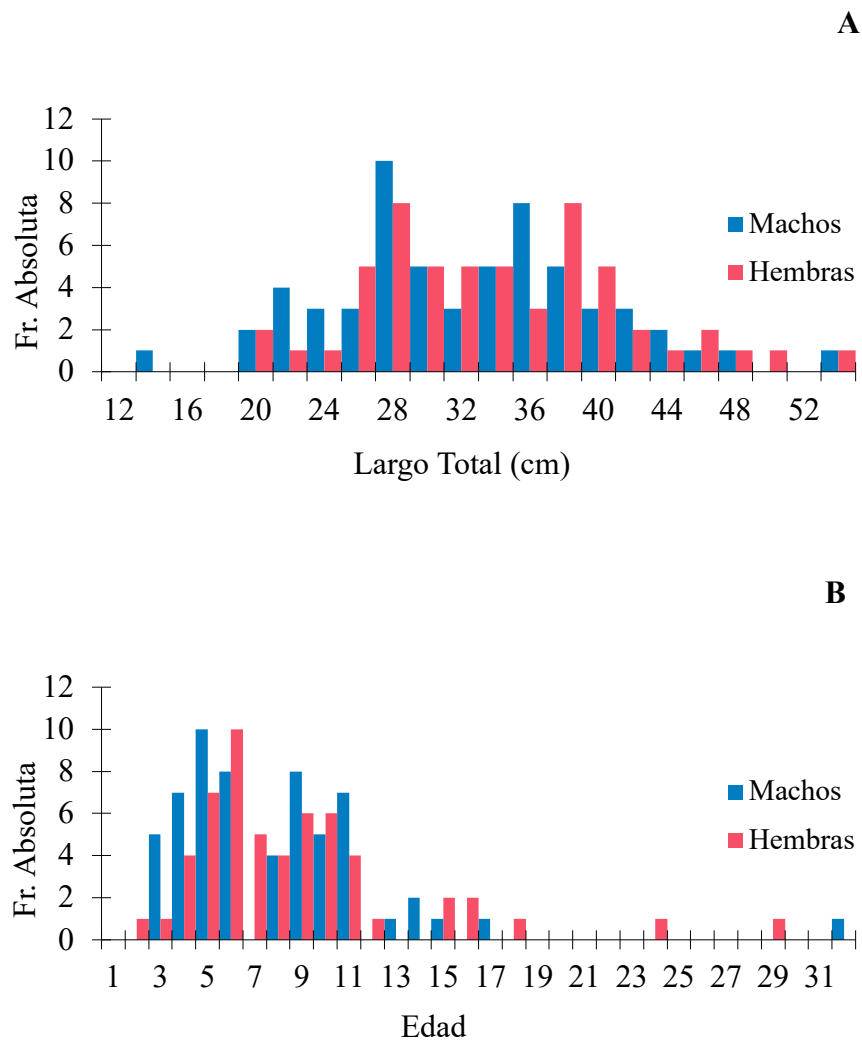 A
12
10
8
6
4
2
0
Fr. Absoluta
Machos
Hembras
12 16 20 24 28 32 36 40 44 48 52
Largo Total (cm)
B
12
10
8
6
4
2
0
Fr. Absoluta
Machos
Hembras
1 3 5 7 9 11 13 15 17 19 21 23 25 27 29 31
Edad